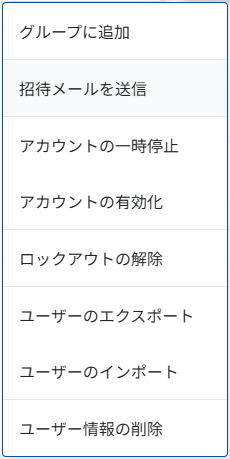 グループに追加
招待メールを送信
アカウントの一時停止
アカウントの有効化
ロックアウトの解除
ユーザーのエクスポート
ユーザーのインポート
ユーザー情報の削除